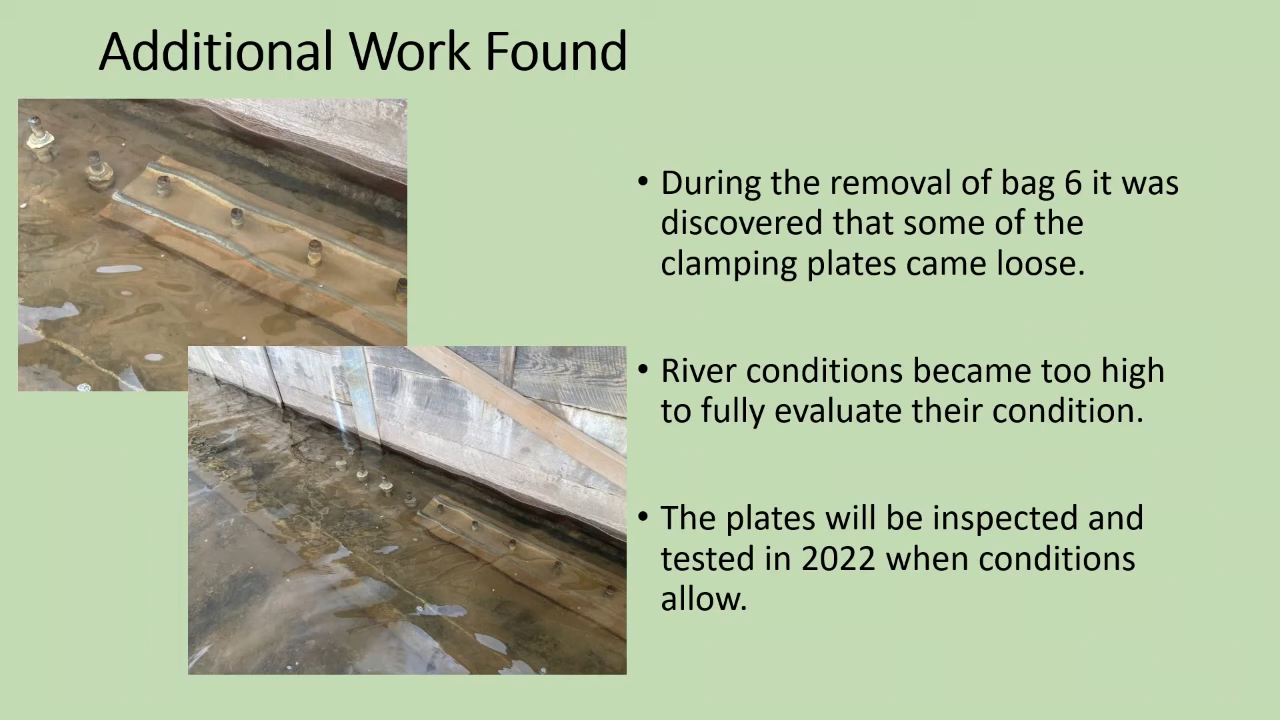 Additional Work Found
• During the removal of bag 6 it was
discovered that some of the
clamping plates came loose.
• River conditions became too high
to fully evaluate their condition.
• The plates will be inspected and
tested in 2022 when conditions
allow.